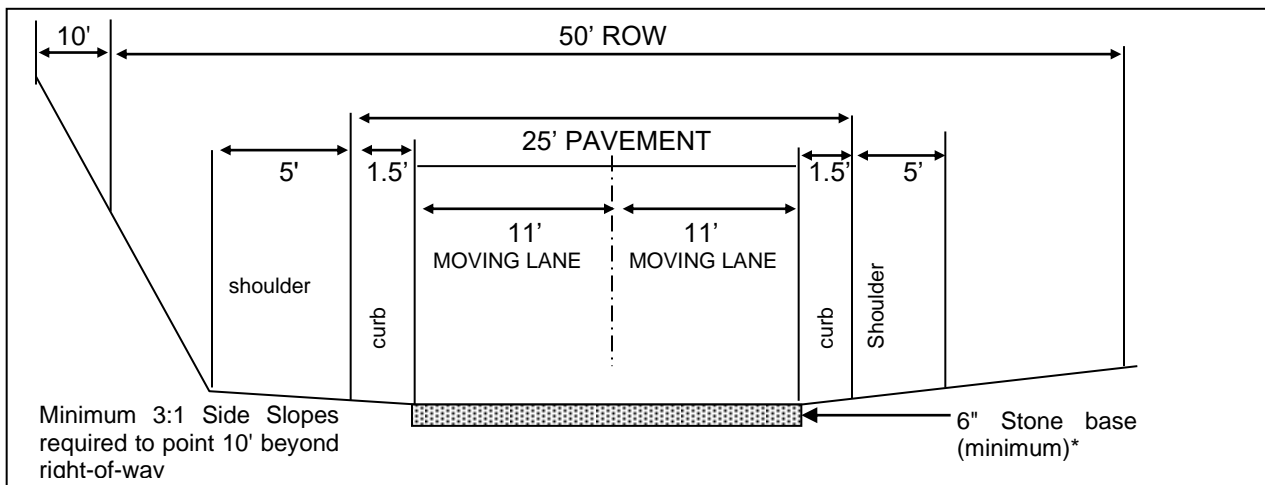 10'
50’ ROW
25’ PAVEMENT
5'
1.5’
1.5’
5’
11’
MOVING LANE
11’
MOVING LANE
shoulder
curb
curb
Shoulder
Minimum 3:1 Side Slopes
required to point 10' beyond
right-of-way
6" Stone base
(minimum)*